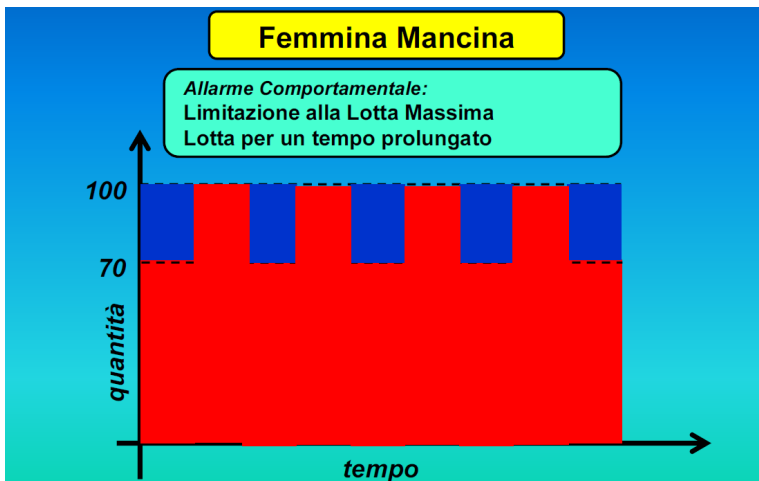 Femmina Mancina
Allarme Comportamentale:
Limitazione alla Lotta Massima
Lotta per un tempo prolungato
100
70
quantità
tempo